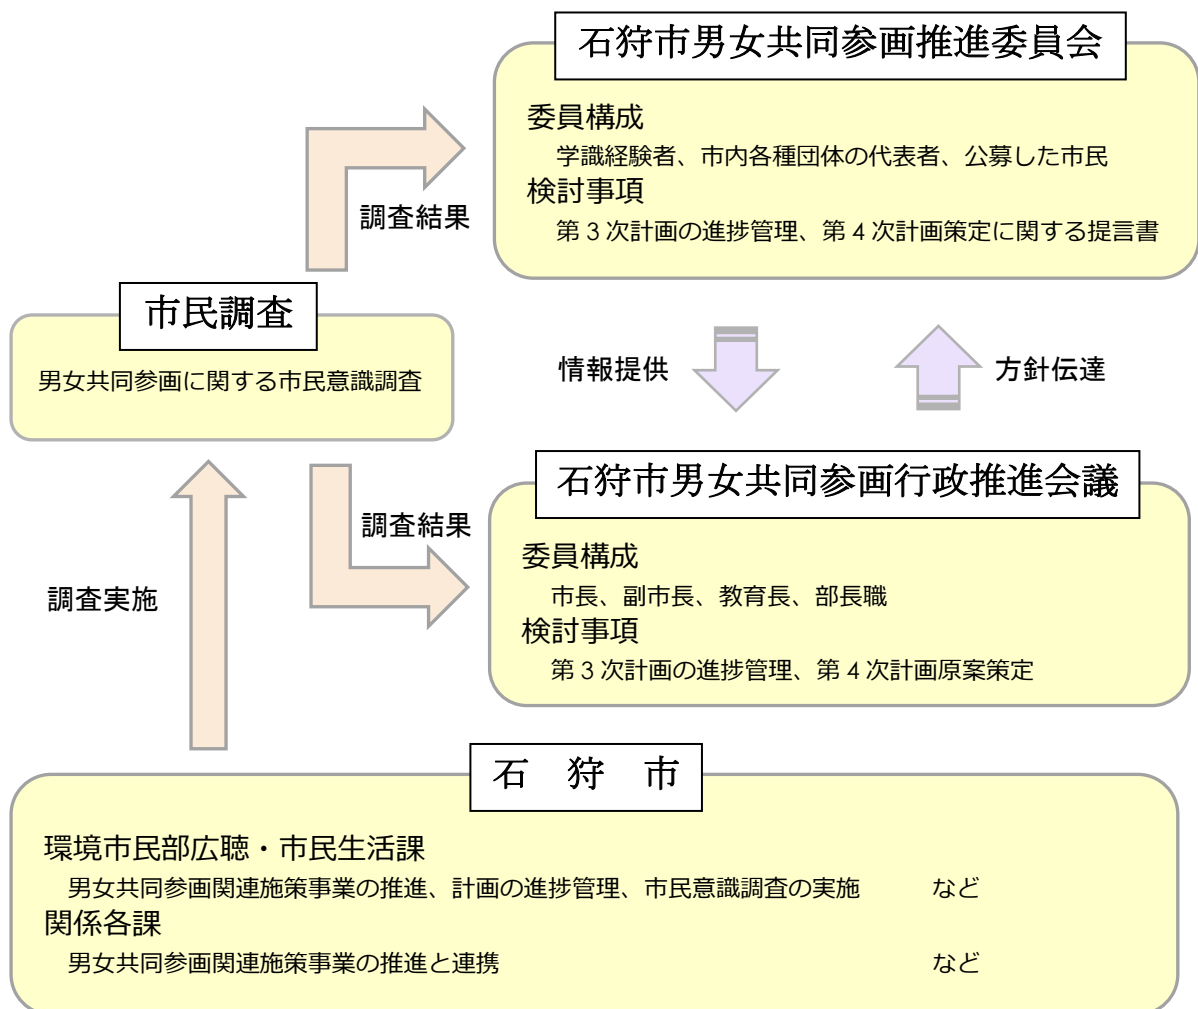 石狩市男女共同参画推進委員会
委員構成
学識経験者、市内各種団体の代表者、公募した市民
検討事項
第3次計画の進捗管理、第4次計画策定に関する提言書
調査結果
市民調査
男女共同参画に関する市民意識調査
情報提供
方針伝達
石狩市男女共同参画行政推進会議
委員構成
市長、副市長、教育長、部長職
検討事項
第3次計画の進捗管理、第4次計画原案策定
調査結果
調査実施
石 狩 市
環境市民部広聴・市民生活課
男女共同参画関連施策事業の推進、計画の進捗管理、市民意識調査の実施 など
関係各課
男女共同参画関連施策事業の推進と連携 など